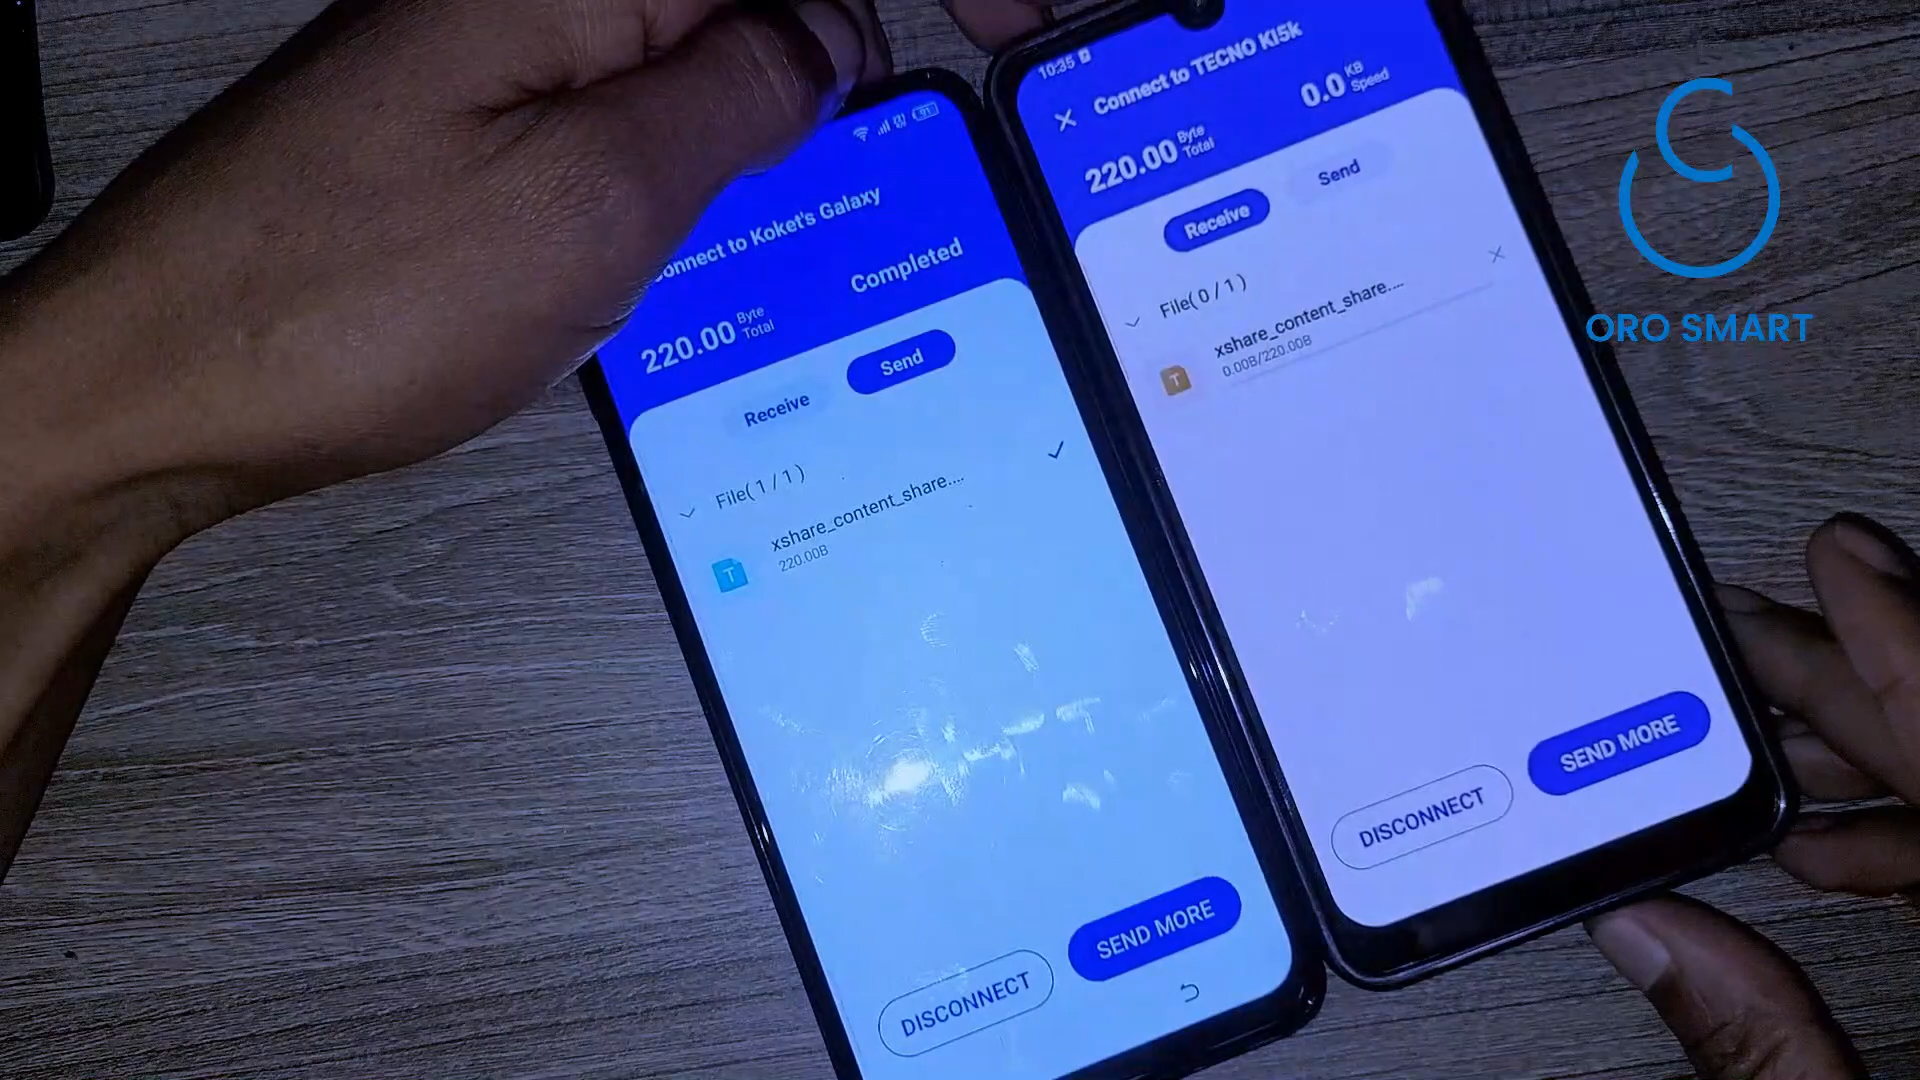 91
Connect to Koket's Galaxy
Completed
220.00 Byte Total
Receive
Send
File( 1 / 1 )
xshare_content_share....
220.00B
T
DISCONNECT
SEND MORE
10:35
Connect to TECNO KI5k
0.0 KB Speed
220.00 Byte Total
Receive
Send
File( 0 / 1 )
xshare_content_share....
0.00B/220.00B
T
DISCONNECT
SEND MORE
ORO SMART